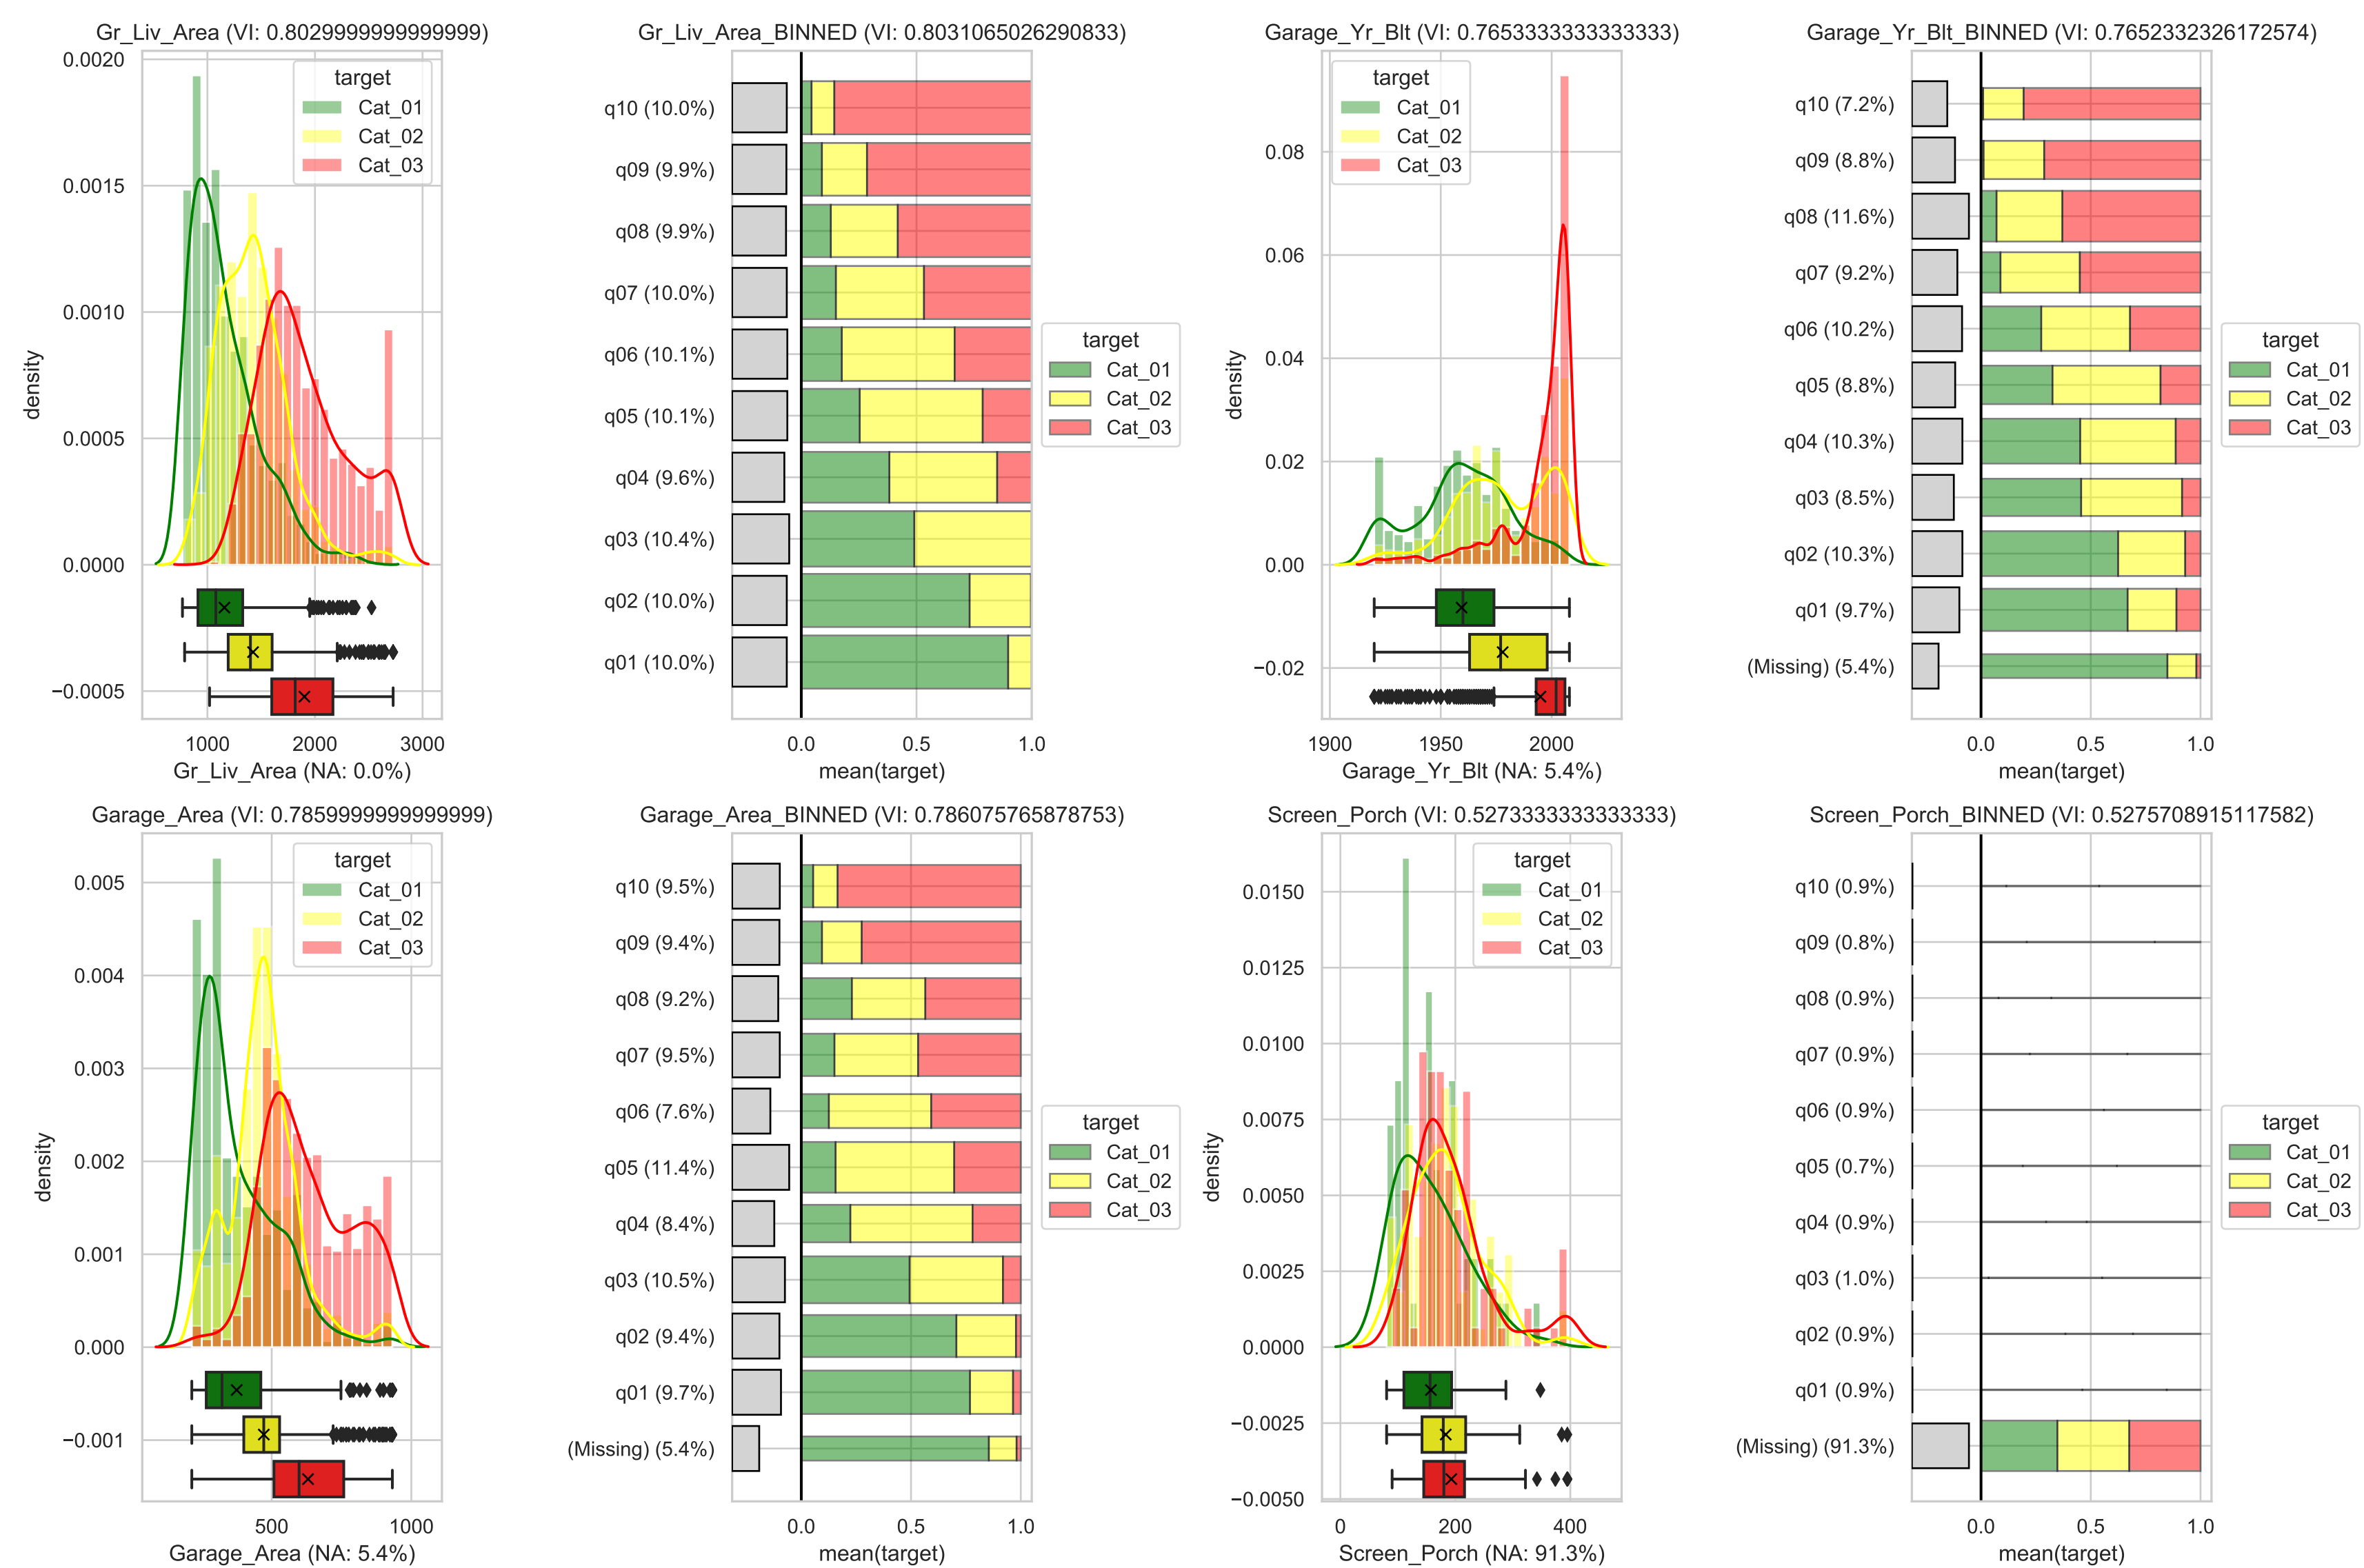 Gr_Liv_Area (VI: 0.8029999999999999)
0.0020
0.0015
0.0010
0.0005
0.0000
−0.0005
density
target
Cat_01
Cat_02
Cat_03
1000
2000
3000
Gr_Liv_Area (NA: 0.0%)
Gr_Liv_Area_BINNED (VI: 0.8031065026290833)
q10 (10.0%)
q09 (9.9%)
q08 (9.9%)
q07 (10.0%)
q06 (10.1%)
q05 (10.1%)
q04 (9.6%)
q03 (10.4%)
q02 (10.0%)
q01 (10.0%)
0.0
0.5
1.0
mean(target)
target
Cat_01
Cat_02
Cat_03
Garage_Yr_Blt (VI: 0.7653333333333333)
0.08
0.06
0.04
0.02
0.00
−0.02
density
target
Cat_01
Cat_02
Cat_03
1900
1950
2000
Garage_Yr_Blt (NA: 5.4%)
Garage_Yr_Blt_BINNED (VI: 0.7652332326172574)
q10 (7.2%)
q09 (8.8%)
q08 (11.6%)
q07 (9.2%)
q06 (10.2%)
q05 (8.8%)
q04 (10.3%)
q03 (8.5%)
q02 (10.3%)
q01 (9.7%)
(Missing) (5.4%)
0.0
0.5
1.0
mean(target)
target
Cat_01
Cat_02
Cat_03
Garage_Area (VI: 0.7859999999999999)
0.005
0.004
0.003
0.002
0.001
0.000
−0.001
density
target
Cat_01
Cat_02
Cat_03
500
1000
Garage_Area (NA: 5.4%)
Garage_Area_BINNED (VI: 0.786075765878753)
q10 (9.5%)
q09 (9.4%)
q08 (9.2%)
q07 (9.5%)
q06 (7.6%)
q05 (11.4%)
q04 (8.4%)
q03 (10.5%)
q02 (9.4%)
q01 (9.7%)
(Missing) (5.4%)
0.0
0.5
1.0
mean(target)
target
Cat_01
Cat_02
Cat_03
Screen_Porch (VI: 0.5273333333333333)
0.0150
0.0125
0.0100
0.0075
0.0050
0.0025
0.0000
−0.0025
−0.0050
density
target
Cat_01
Cat_02
Cat_03
0
200
400
Screen_Porch (NA: 91.3%)
Screen_Porch_BINNED (VI: 0.5275708915117582)
q10 (0.9%)
q09 (0.8%)
q08 (0.9%)
q07 (0.9%)
q06 (0.9%)
q05 (0.7%)
q04 (0.9%)
q03 (1.0%)
q02 (0.9%)
q01 (0.9%)
(Missing) (91.3%)
0.0
0.5
1.0
mean(target)
target
Cat_01
Cat_02
Cat_03